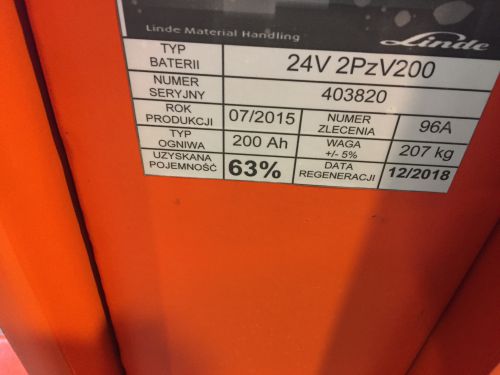 Linde Material Handling
Linde
TYP BATERII 24V 2PzV200
NUMER SERYJNY 403820
ROK PRODUKCJI 07/2015 NUMER ZLECENIA 96A
TYP OGNIWA 200 Ah WAGA +/- 5% 207 kg
UZYSKANA POJEMNOŚĆ 63% DATA REGENERACJI 12/2018